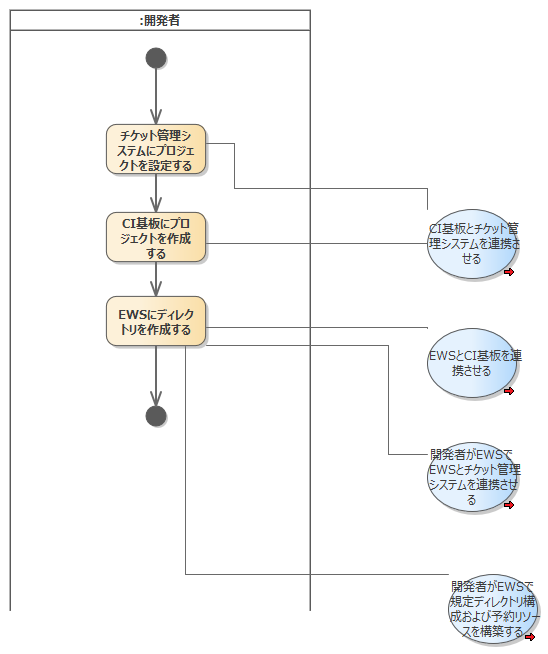 :開発者
チケット管理シ
ステムにプロジェ
クトを設定する
CI基板にプ
ロジェクトを作成
する
EWSにディレク
トリを作成する
CI基板とチケット管
理システムを連携さ
せる
EWSとCI基板を連
携させる
開発者がEWSで
EWSとチケット管理
システムを連携させ
る
開発者がEWSで
規定ディレクトリ構
成および予約リソー
スを構築する